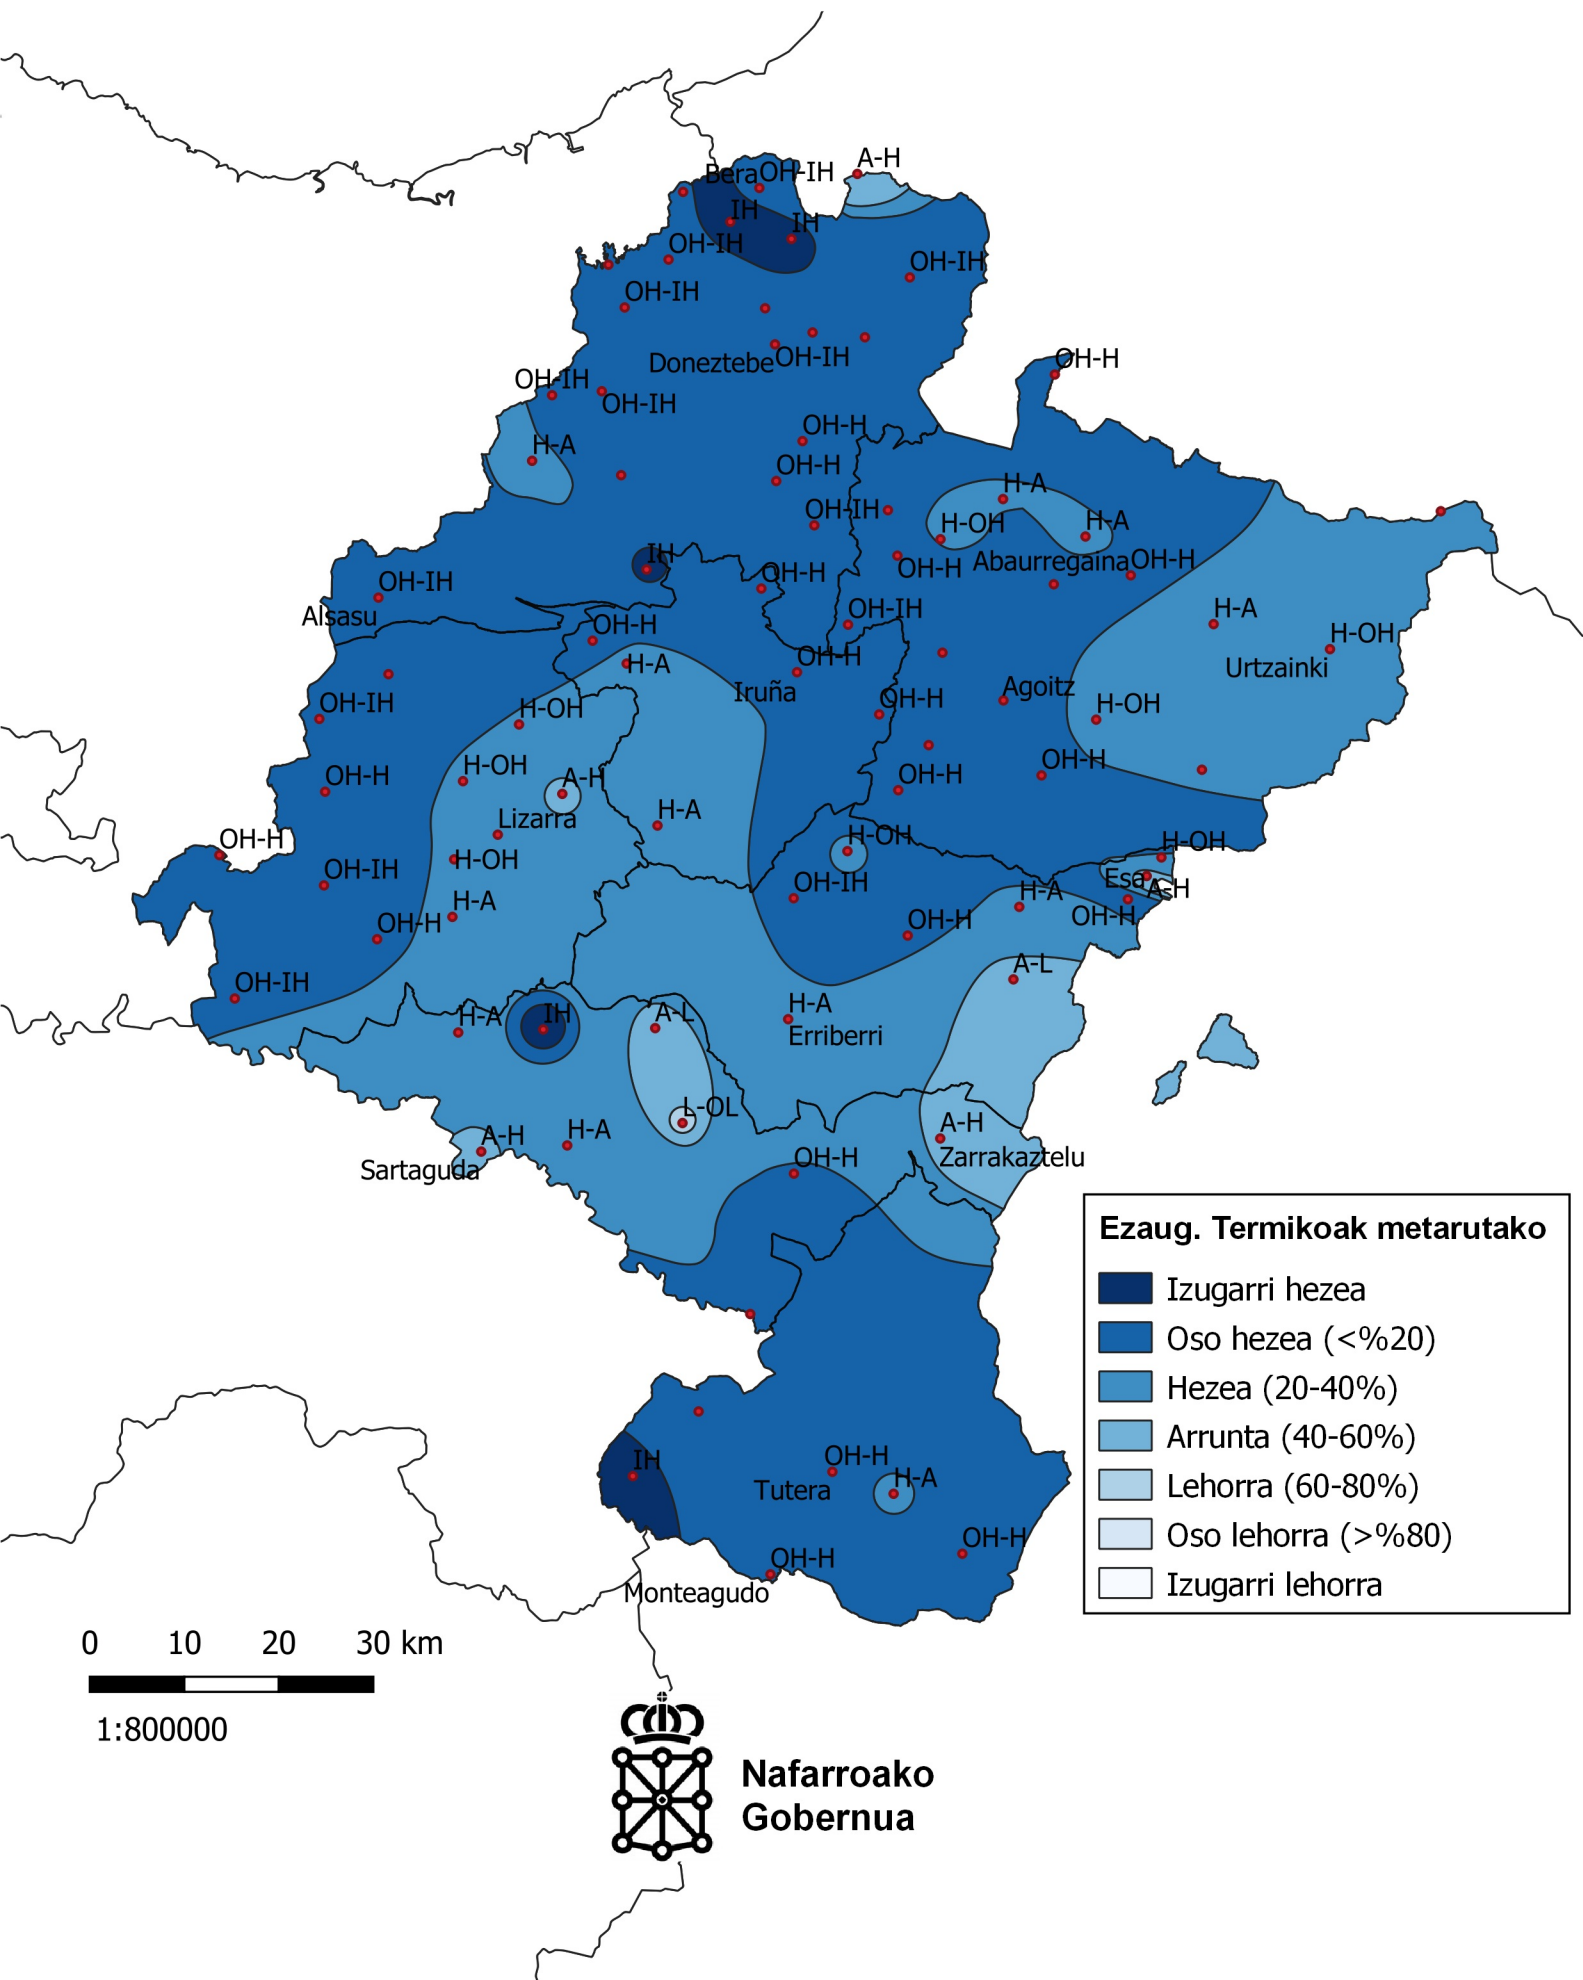 A-H
Bera
OH-IH
IH
IH
OH-IH
OH-IH
OH-IH
Doneztebe
OH-IH
OH-H
OH-IH
OH-IH
OH-H
H-A
OH-H
H-A
OH-IH
H-OH
H-A
IH
Abaurregaina
OH-H
OH-H
OH-H
OH-IH
Alsasu
OH-IH
H-A
OH-H
H-OH
OH-H
H-A
Urtzainki
Iruña
Agoitz
OH-IH
H-OH
OH-H
H-OH
H-OH
OH-H
OH-H
OH-H
A-H
H-A
Lizarra
OH-H
H-OH
H-OH
H-OH
OH-IH
OH-IH
Esa
A-H
H-A
H-A
OH-H
OH-H
OH-H
A-L
OH-IH
H-A
IH
A-L
H-A
Erriberri
L-OL
A-H
H-A
A-H
Zarrakaztelu
Sartaguda
OH-H
Ezaug. Termikoak metarutako
Izugarri hezea
Oso hezea (<%20)
Hezea (20-40%)
Arrunta (40-60%)
Lehorra (60-80%)
Oso lehorra (>%80)
Izugarri lehorra
IH
OH-H
H-A
Tutera
OH-H
OH-H
Monteagudo
0 10 20 30 km
1:800000
Nafarroako
Gobernua